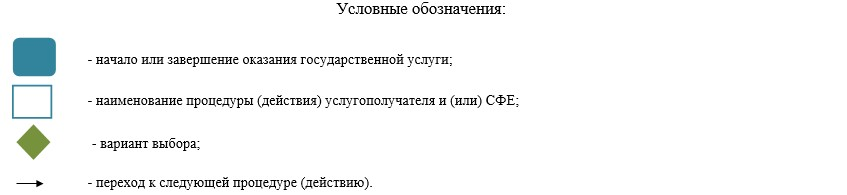 Условные обозначения:
- начало или завершение оказания государственной услуги;
- наименование процедуры (действия) услугополучателя и (или) СФЕ;
- вариант выбора;
- переход к следующей процедуре (действию).